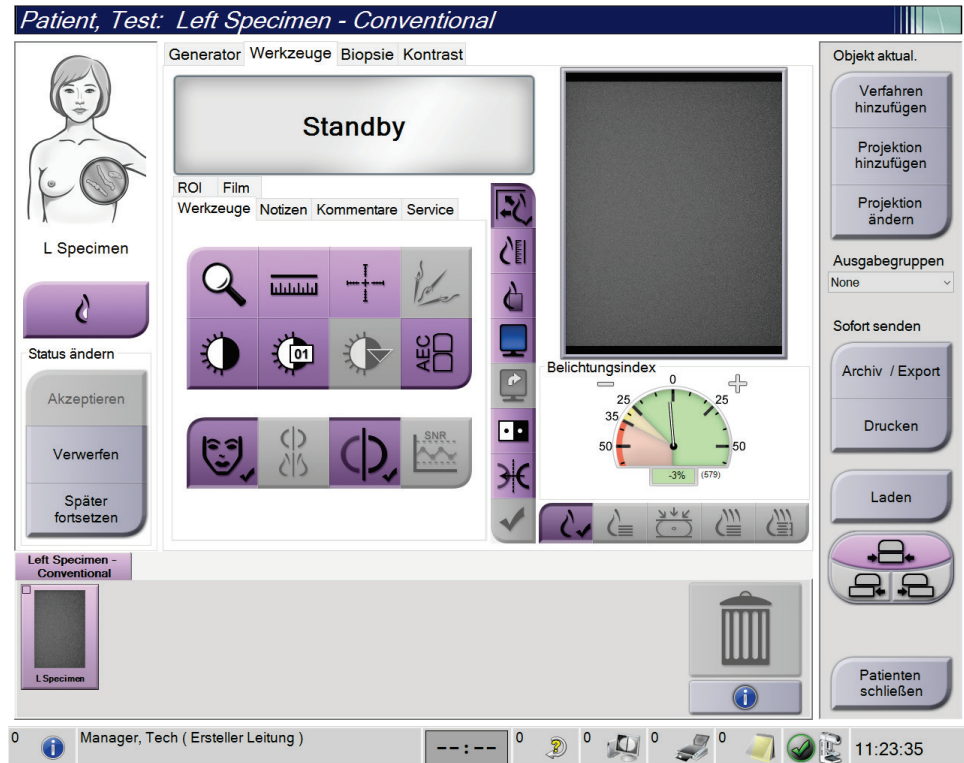 Patient, Test: Left Specimen - Conventional
Generator Werkzeuge Biopsie Kontrast
Standby
ROI Film
Werkzeuge Notizen Kommentare Service
L Specimen
01
AEC
SNR
Status ändern
Akzeptieren
Verwerfen
Später
fortsetzen
Belichtungsindex
0
25 25
35
50 50
-3% (579)
Objekt aktual.
Verfahren
hinzufügen
Projektion
hinzufügen
Projektion
ändern
Ausgabegruppen
None
Sofort senden
Archiv / Export
Drucken
Laden
Patienten
schließen
Left Specimen -
Conventional
L Specimen
0 Manager, Tech ( Ersteller Leitung ) --:-- 0 0 0 0 11:23:35